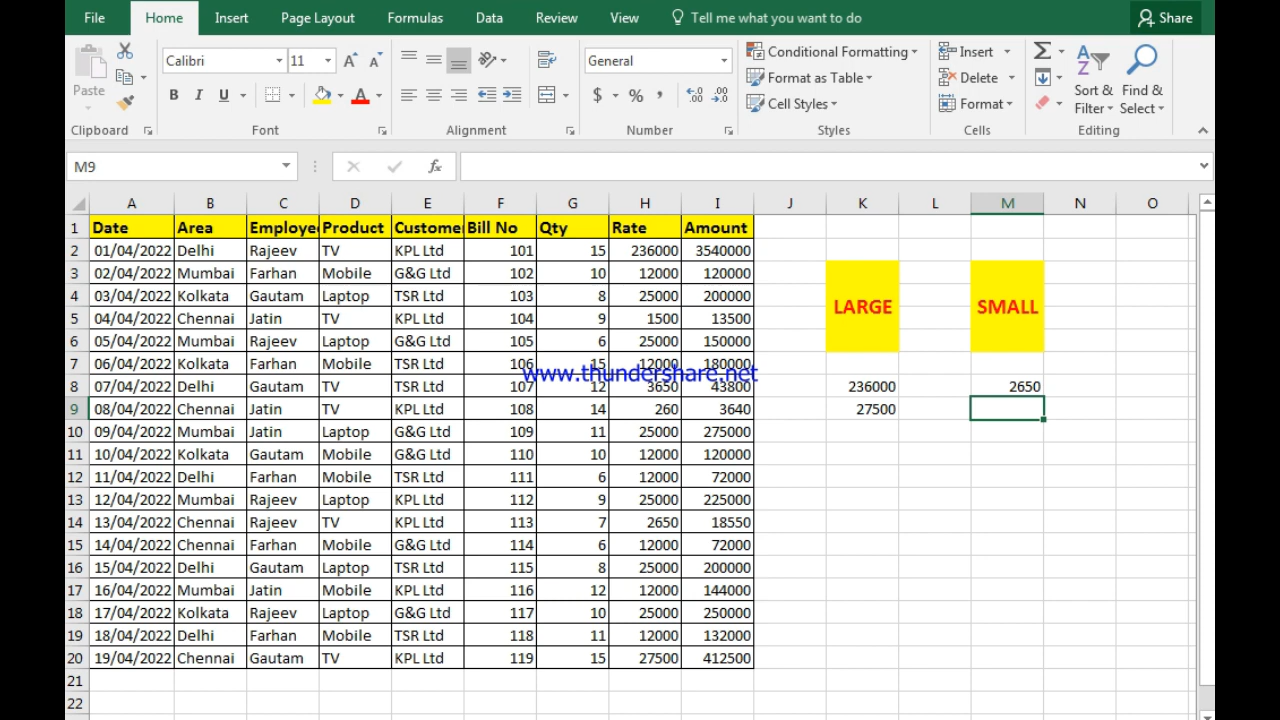 File Home Insert Page Layout Formulas Data Review View Tell me what you want to do Share
Calibri 11 General Conditional Formatting Insert
Paste Format as Table Delete Sort & Find &
B I U A $ % , Cell Styles Format Filter Select
Clipboard Font Alignment Number Styles Cells Editing
M9 fx
A B C D E F G H I J K L M N O
1 Date Area Employe Product Custome Bill No Qty Rate Amount
2 01/04/2022 Delhi Rajeev TV KPL Ltd 101 15 236000 3540000
3 02/04/2022 Mumbai Farhan Mobile G&G Ltd 102 10 12000 120000
4 03/04/2022 Kolkata Gautam Laptop TSR Ltd 103 8 25000 200000
LARGE SMALL
5 04/04/2022 Chennai Jatin TV KPL Ltd 104 9 1500 13500
6 05/04/2022 Mumbai Rajeev Laptop G&G Ltd 105 6 25000 150000
7 06/04/2022 Kolkata Farhan Mobile TSR Ltd 106 15 12000 180000
www.thundershare.net
8 07/04/2022 Delhi Gautam TV TSR Ltd 107 12 3650 43800 236000 2650
9 08/04/2022 Chennai Jatin TV KPL Ltd 108 14 260 3640 27500
10 09/04/2022 Mumbai Jatin Laptop G&G Ltd 109 11 25000 275000
11 10/04/2022 Kolkata Gautam Mobile G&G Ltd 110 10 12000 120000
12 11/04/2022 Delhi Farhan Mobile TSR Ltd 111 6 12000 72000
13 12/04/2022 Mumbai Rajeev Laptop KPL Ltd 112 9 25000 225000
14 13/04/2022 Chennai Rajeev TV KPL Ltd 113 7 2650 18550
15 14/04/2022 Chennai Farhan Mobile G&G Ltd 114 6 12000 72000
16 15/04/2022 Delhi Gautam Laptop TSR Ltd 115 8 25000 200000
17 16/04/2022 Mumbai Jatin Mobile KPL Ltd 116 12 12000 144000
18 17/04/2022 Kolkata Rajeev Laptop G&G Ltd 117 10 25000 250000
19 18/04/2022 Delhi Farhan Mobile TSR Ltd 118 11 12000 132000
20 19/04/2022 Chennai Gautam TV KPL Ltd 119 15 27500 412500
21
22